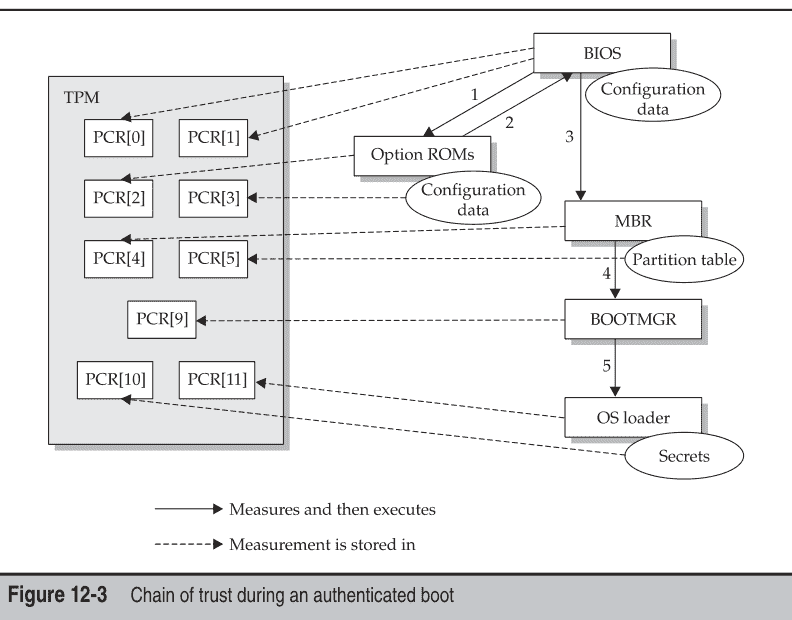 BIOS
Configuration
data
TPM
PCR[0]
PCR[1]
1
2
3
Option ROMs
Configuration
data
PCR[2]
PCR[3]
MBR
Partition table
PCR[4]
PCR[5]
4
PCR[9]
BOOTMGR
5
PCR[10]
PCR[11]
OS loader
Secrets
Measures and then executes
Measurement is stored in
Figure 12-3 Chain of trust during an authenticated boot